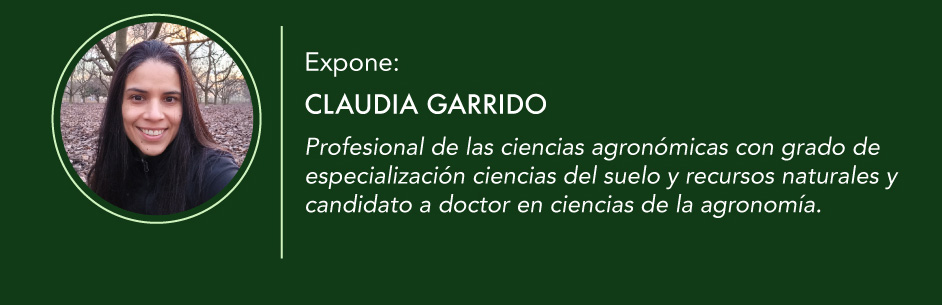 Expone:
CLAUDIA GARRIDO
Profesional de las ciencias agronómicas con grado de
especialización ciencias del suelo y recursos naturales y
candidato a doctor en ciencias de la agronomía.